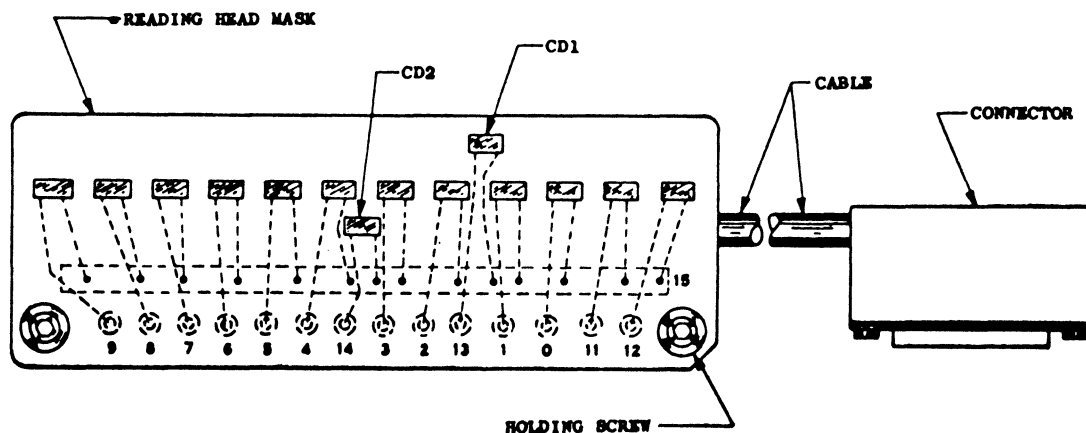 READING HEAD MASK
CD1
CD2
CABLE
CONNECTOR
15
9 8 7 6 5 4 14 3 2 13 1 0 11 12
HOLDING SCREW